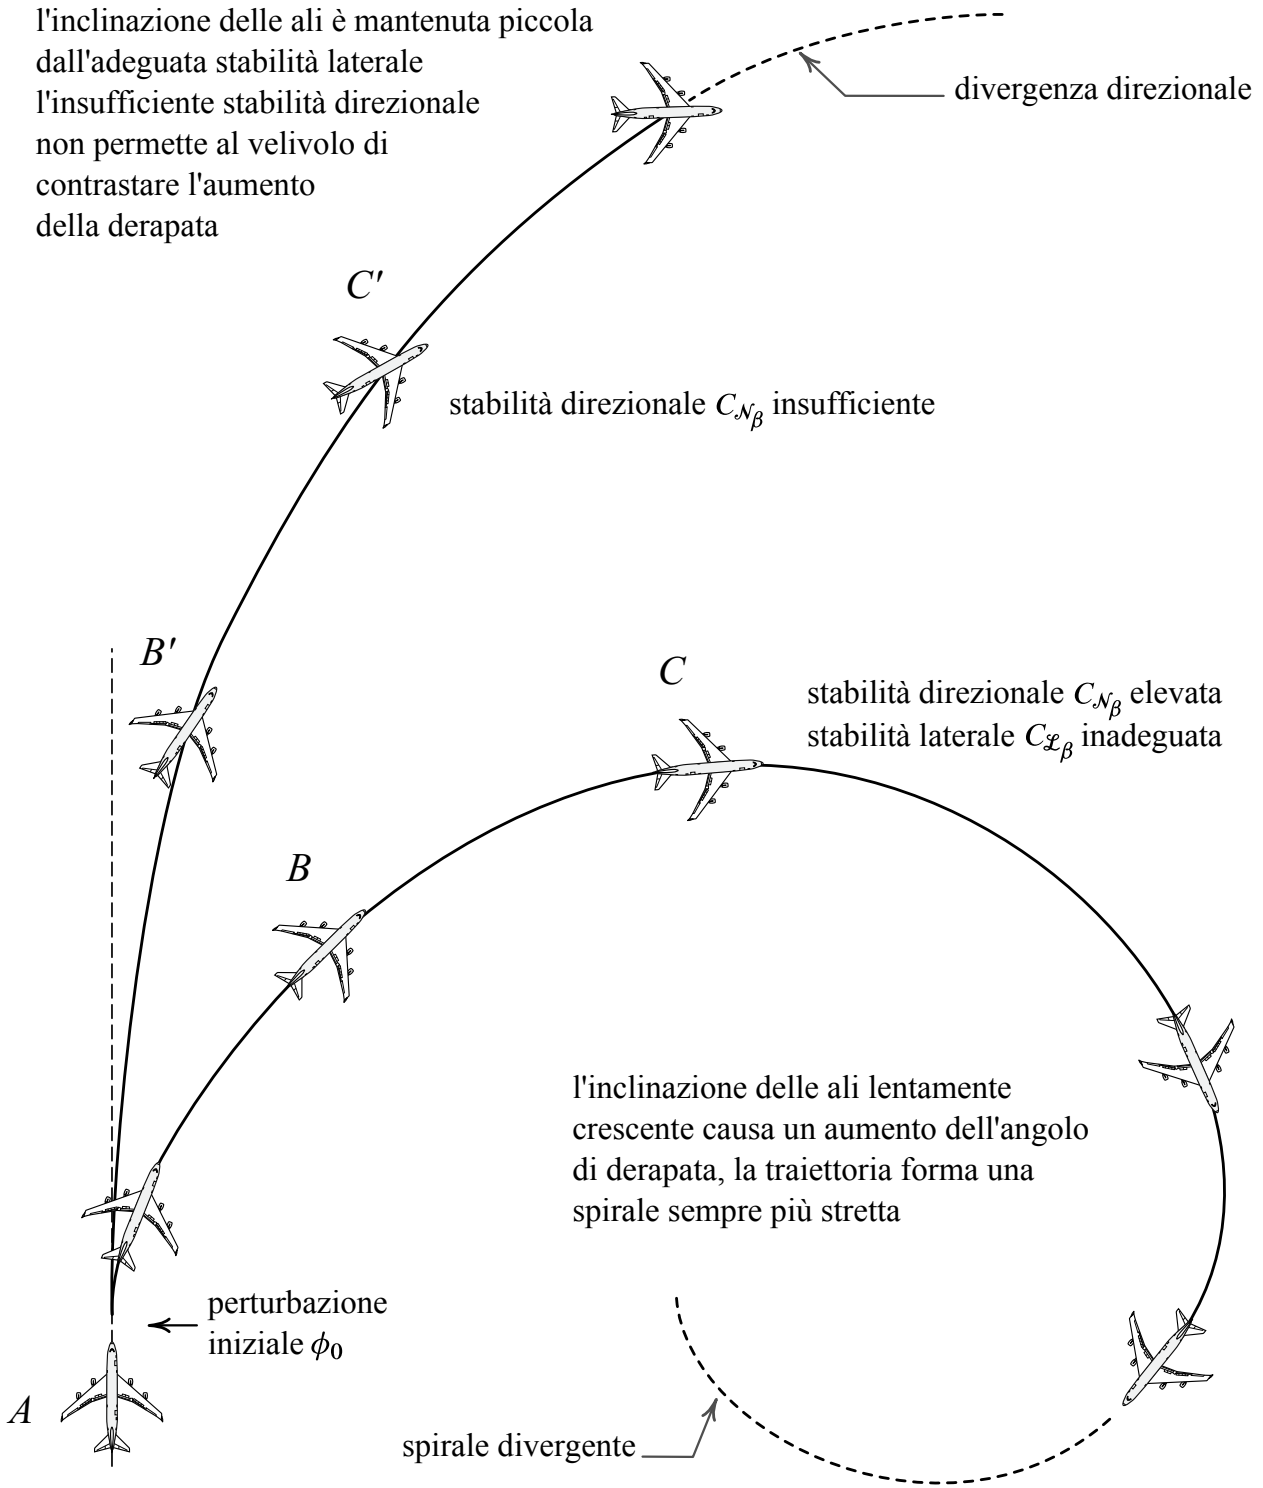 l'inclinazione delle ali è mantenuta piccola
dall'adeguata stabilità laterale
l'insufficiente stabilità direzionale
non permette al velivolo di
contrastare l'aumento
della derapata
divergenza direzionale
C'
stabilità direzionale C𝒩β insufficiente
B'
C
stabilità direzionale C𝒩β elevata
stabilità laterale Cℒβ inadeguata
B
l'inclinazione delle ali lentamente
crescente causa un aumento dell'angolo
di derapata, la traiettoria forma una
spirale sempre più stretta
perturbazione
iniziale ϕ0
A
spirale divergente